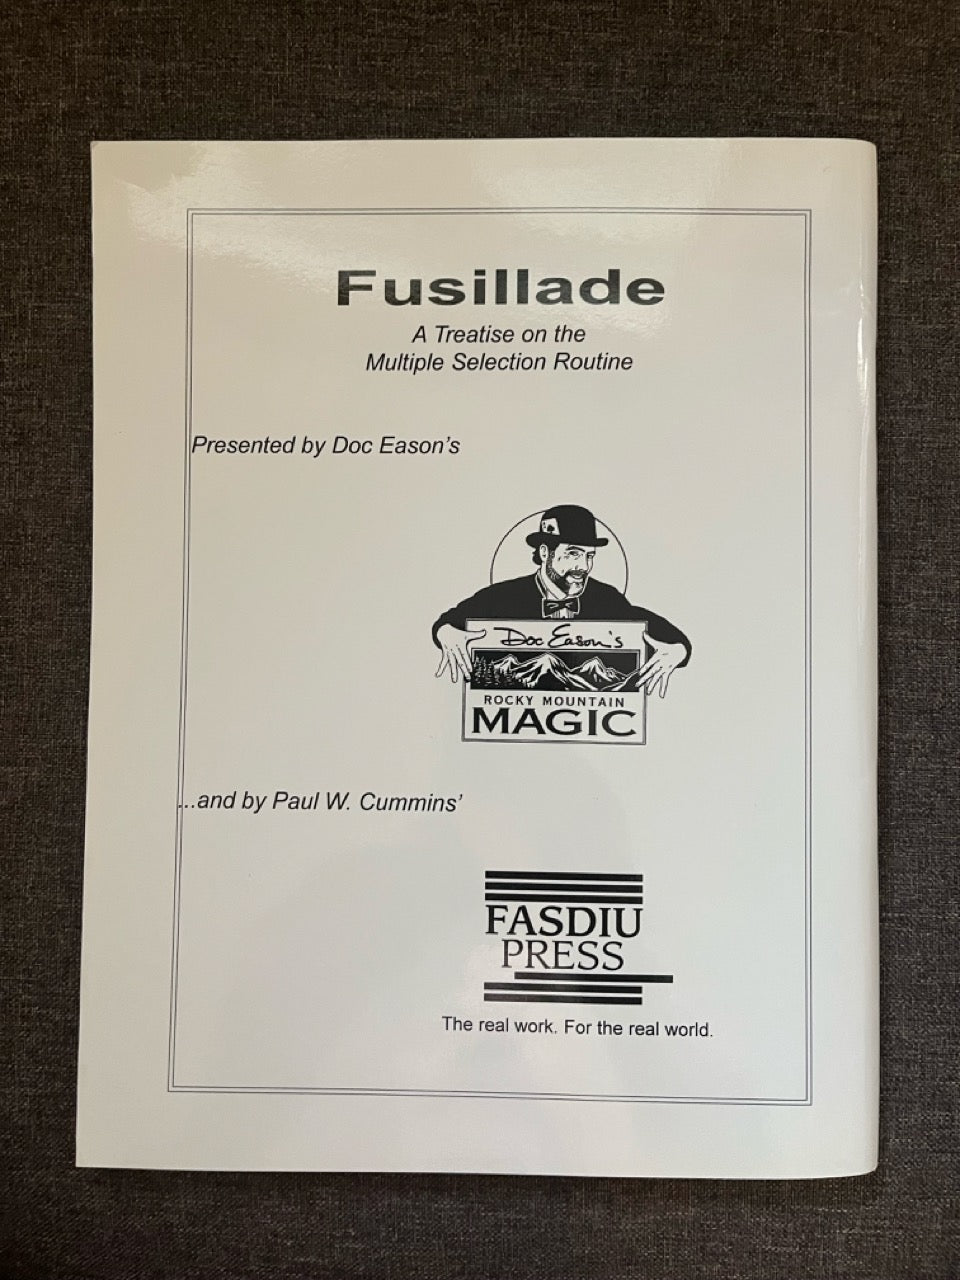 Fusillade
A Treatise on the
Multiple Selection Routine
Presented by Doc Eason's
Doc Eason's
ROCKY MOUNTAIN
MAGIC
...and by Paul W. Cummins'
FASDIU
PRESS
The real work. For the real world.